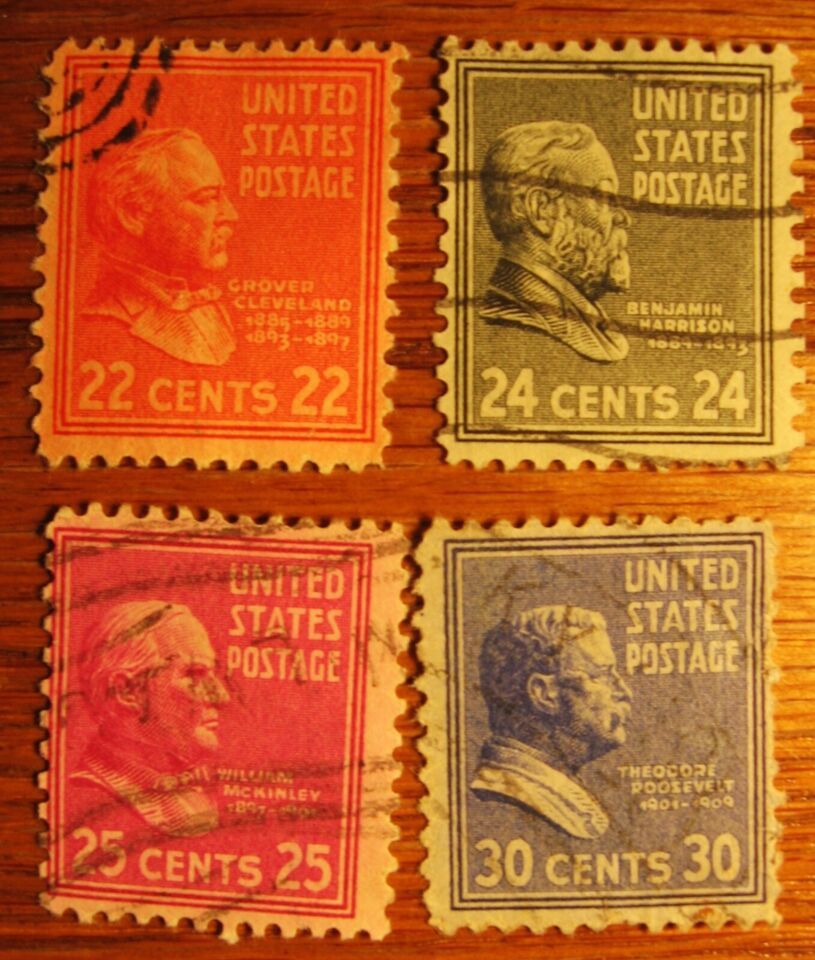 UNITED
STATES
POSTAGE
GROVER
CLEVELAND
1885-1889
1893-1897
22 CENTS 22
UNITED
STATES
POSTAGE
BENJAMIN
HARRISON
1889-1893
24 CENTS 24
UNITED
STATES
POSTAGE
WILLIAM
MCKINLEY
1897-1901
25 CENTS 25
UNITED
STATES
POSTAGE
THEODORE
ROOSEVELT
1901-1909
30 CENTS 30